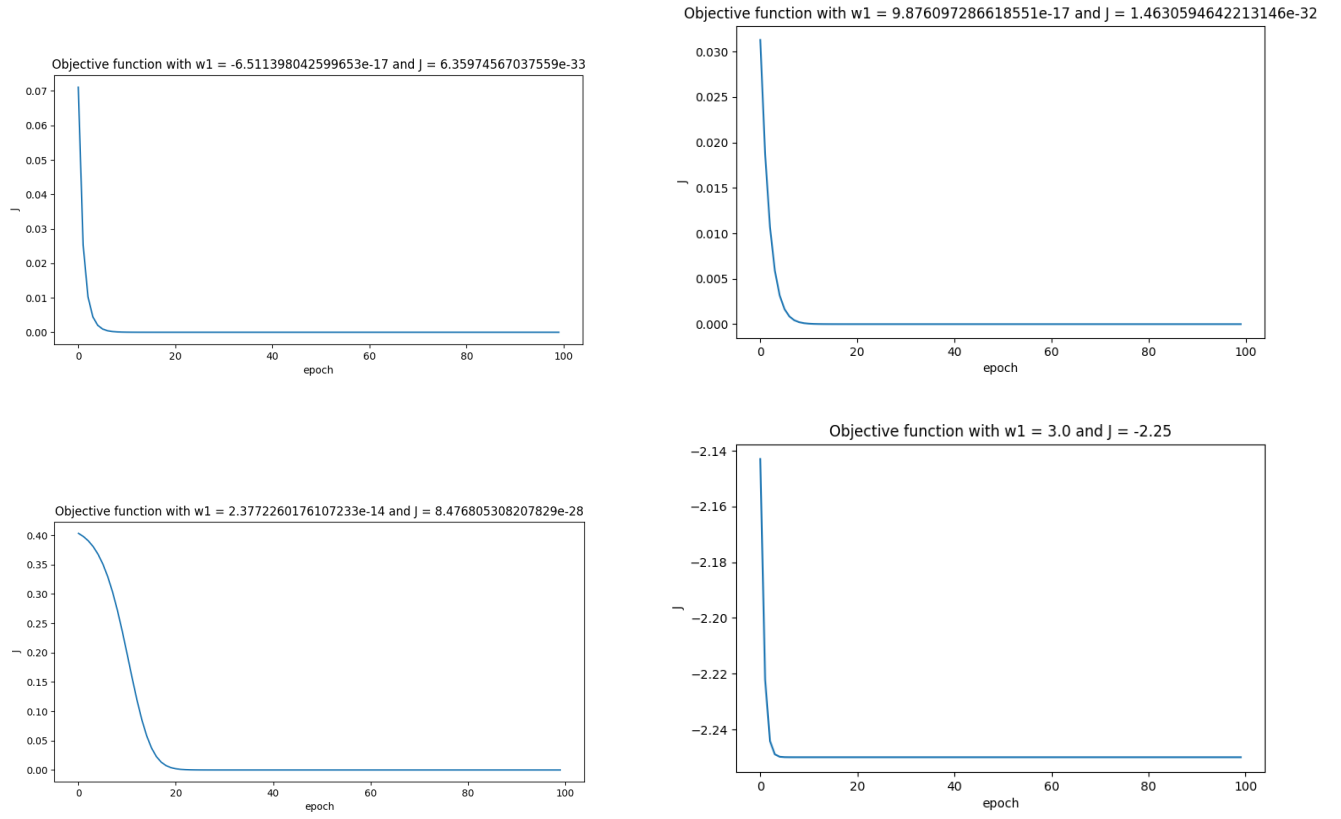 Objective function with w1 = -6.511398042599653e-17 and J = 6.35974567037559e-33
0.07
0.06
0.05
0.04
0.03
0.02
0.01
0.00
J
0 20 40 60 80 100
epoch
Objective function with w1 = 9.876097286618551e-17 and J = 1.4630594642213146e-32
0.030
0.025
0.020
0.015
0.010
0.005
0.000
J
0 20 40 60 80 100
epoch
Objective function with w1 = 2.3772260176107233e-14 and J = 8.476805308207829e-28
0.40
0.35
0.30
0.25
0.20
0.15
0.10
0.05
0.00
J
0 20 40 60 80 100
epoch
Objective function with w1 = 3.0 and J = -2.25
−2.14
−2.16
−2.18
−2.20
−2.22
−2.24
J
0 20 40 60 80 100
epoch